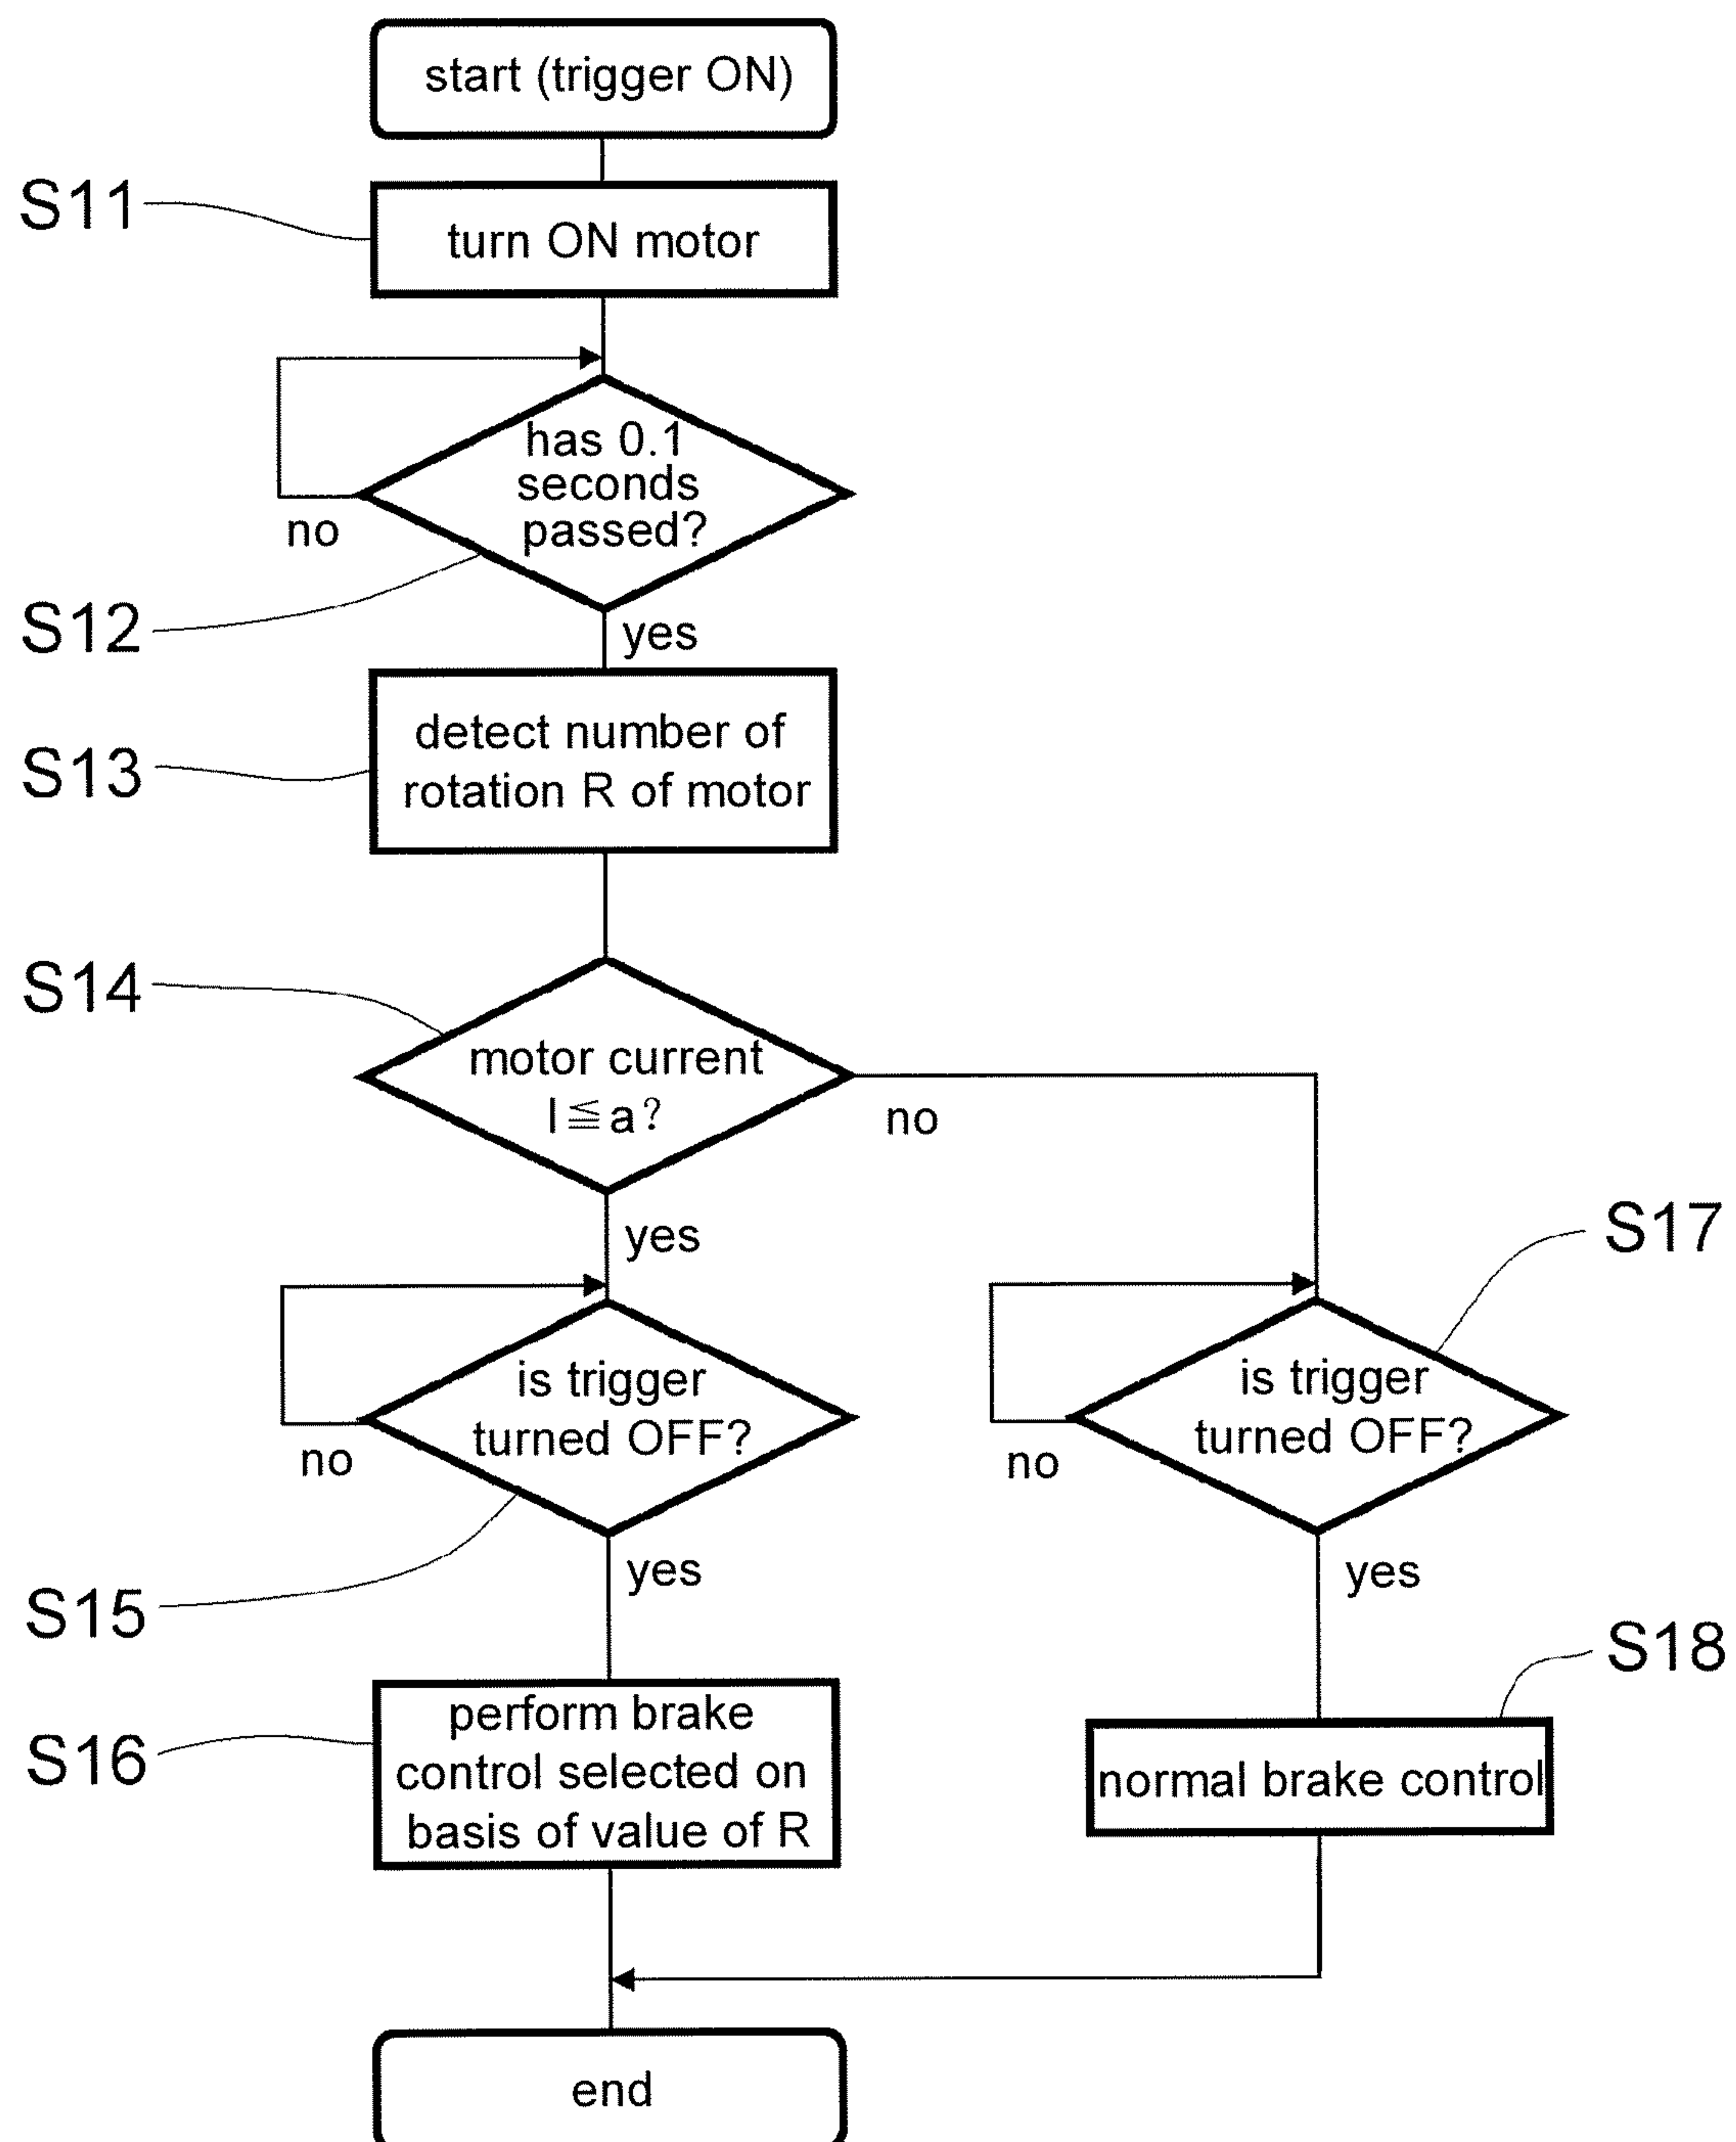 start (trigger ON)
S11
turn ON motor
has 0.1
seconds
passed?
no
S12
yes
detect number of
rotation R of motor
S13
S14
motor current
I≦a?
no
yes
S17
is trigger
turned OFF?
no
is trigger
turned OFF?
no
yes
yes
S15
S18
perform brake
control selected on
basis of value of R
S16
normal brake control
end